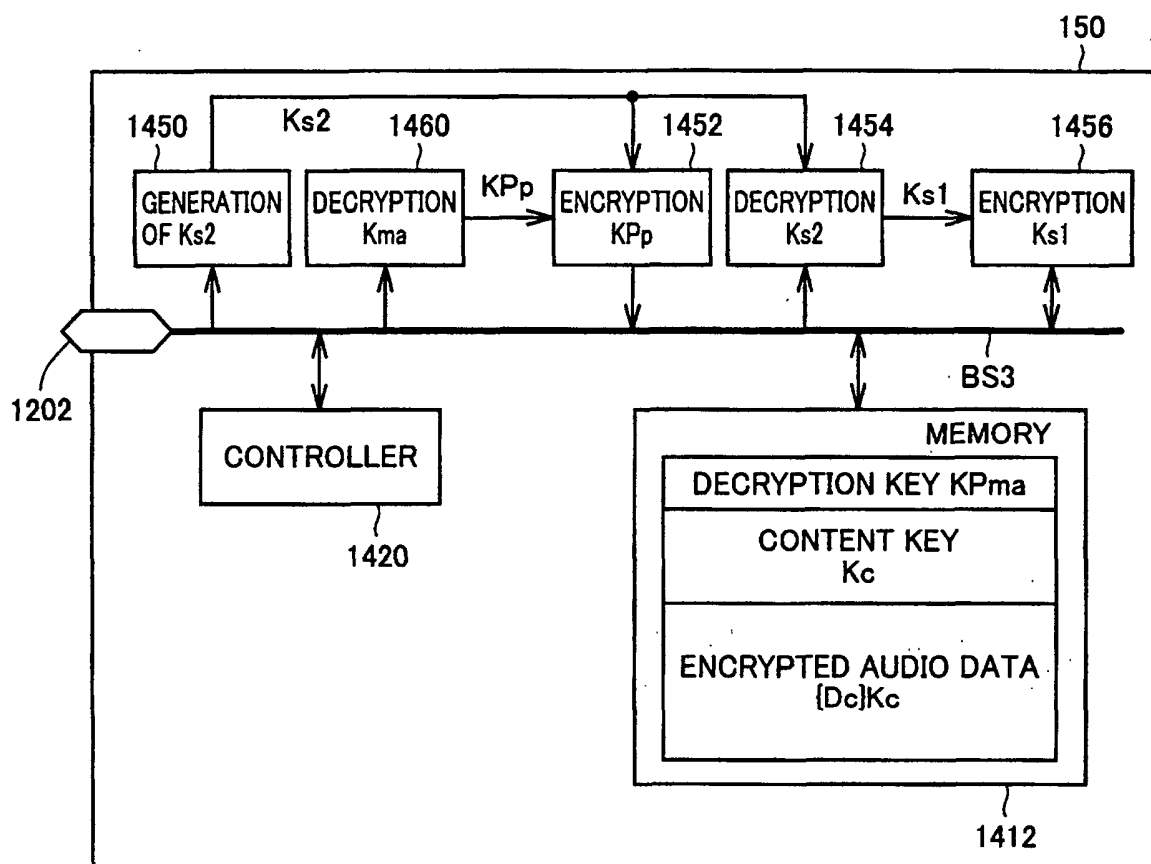 150
Ks2
1450
1460
1452
1454
1456
GENERATION
OF Ks2
DECRYPTION
Kma
KPp
ENCRYPTION
KPp
DECRYPTION
Ks2
Ks1
ENCRYPTION
Ks1
BS3
1202
CONTROLLER
1420
MEMORY
DECRYPTION KEY KPma
CONTENT KEY
Kc
ENCRYPTED AUDIO DATA
{Dc}Kc
1412